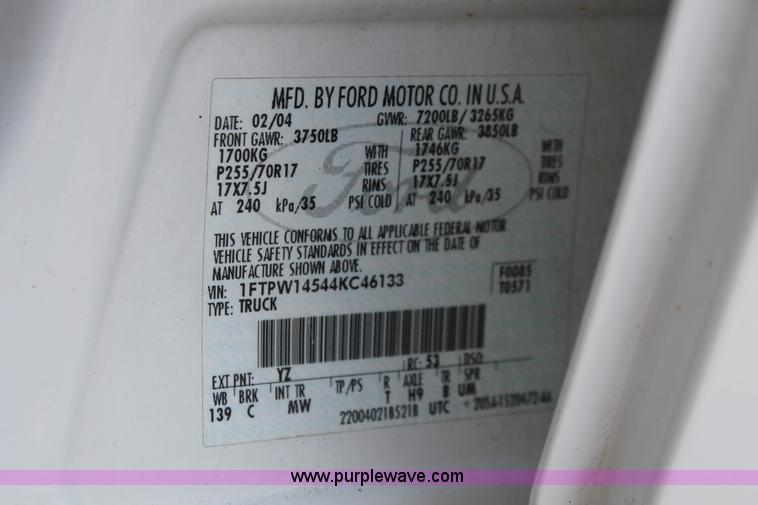 MFD. BY FORD MOTOR CO. IN U.S.A.
DATE: 02/04 GVWR: 7200LB/ 3265KG
FRONT GAWR: 3750LB REAR GAWR: 3850LB
1700KG WITH 1746KG WITH
P255/70R17 TIRES P255/70R17 TIRES
17X7.5J RIMS 17X7.5J RIMS
AT 240 kPa/35 PSI COLD AT 240 kPa/35 PSI COLD
Ford
THIS VEHICLE CONFORMS TO ALL APPLICABLE FEDERAL MOTOR
VEHICLE SAFETY STANDARDS IN EFFECT ON THE DATE OF
MANUFACTURE SHOWN ABOVE.
VIN: 1FTPW14544KC46133 F0085
TYPE: TRUCK T0571
EXT PNT: YZ RC: 53 DSO:
WB BRK INT TR TP/PS R AXLE TR SPR
139 C MW T H9 B UM
2200402185218 UTC
www.purplewave.com